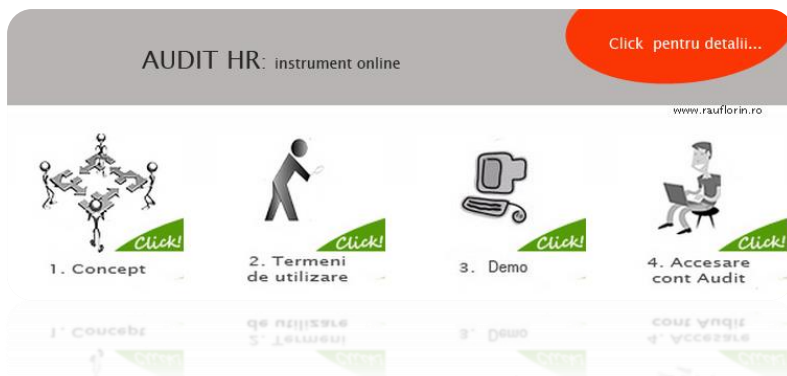 AUDIT HR: instrument online
Click pentru detalii...
www.rauflorin.ro
Click!
1. Concept
Click!
2. Termeni
de utilizare
Click!
3. Demo
Click!
4. Accesare
cont Audit